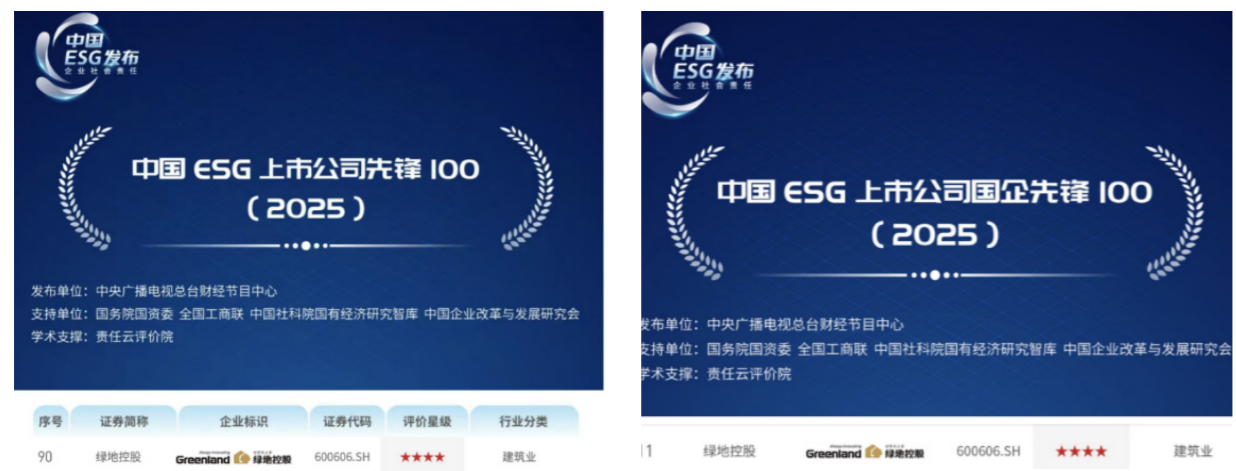 中国
ESG发布
企业社会责任
中国 ESG 上市公司先锋 100
（2025）
发布单位：中央广播电视总台财经节目中心
支持单位：国务院国资委 全国工商联 中国社科院国有经济研究智库 中国企业改革与发展研究会
学术支撑：责任云评价院
序号 证券简称 企业标识 证券代码 评价星级 行业分类
90 绿地控股 Greenland 绿地控股 600606.SH ★★★★ 建筑业
中国
ESG发布
企业社会责任
中国 ESG 上市公司国企先锋 100
（2025）
发布单位：中央广播电视总台财经节目中心
支持单位：国务院国资委 全国工商联 中国社科院国有经济研究智库 中国企业改革与发展研究会
学术支撑：责任云评价院
11 绿地控股 Greenland 绿地控股 600606.SH ★★★★ 建筑业